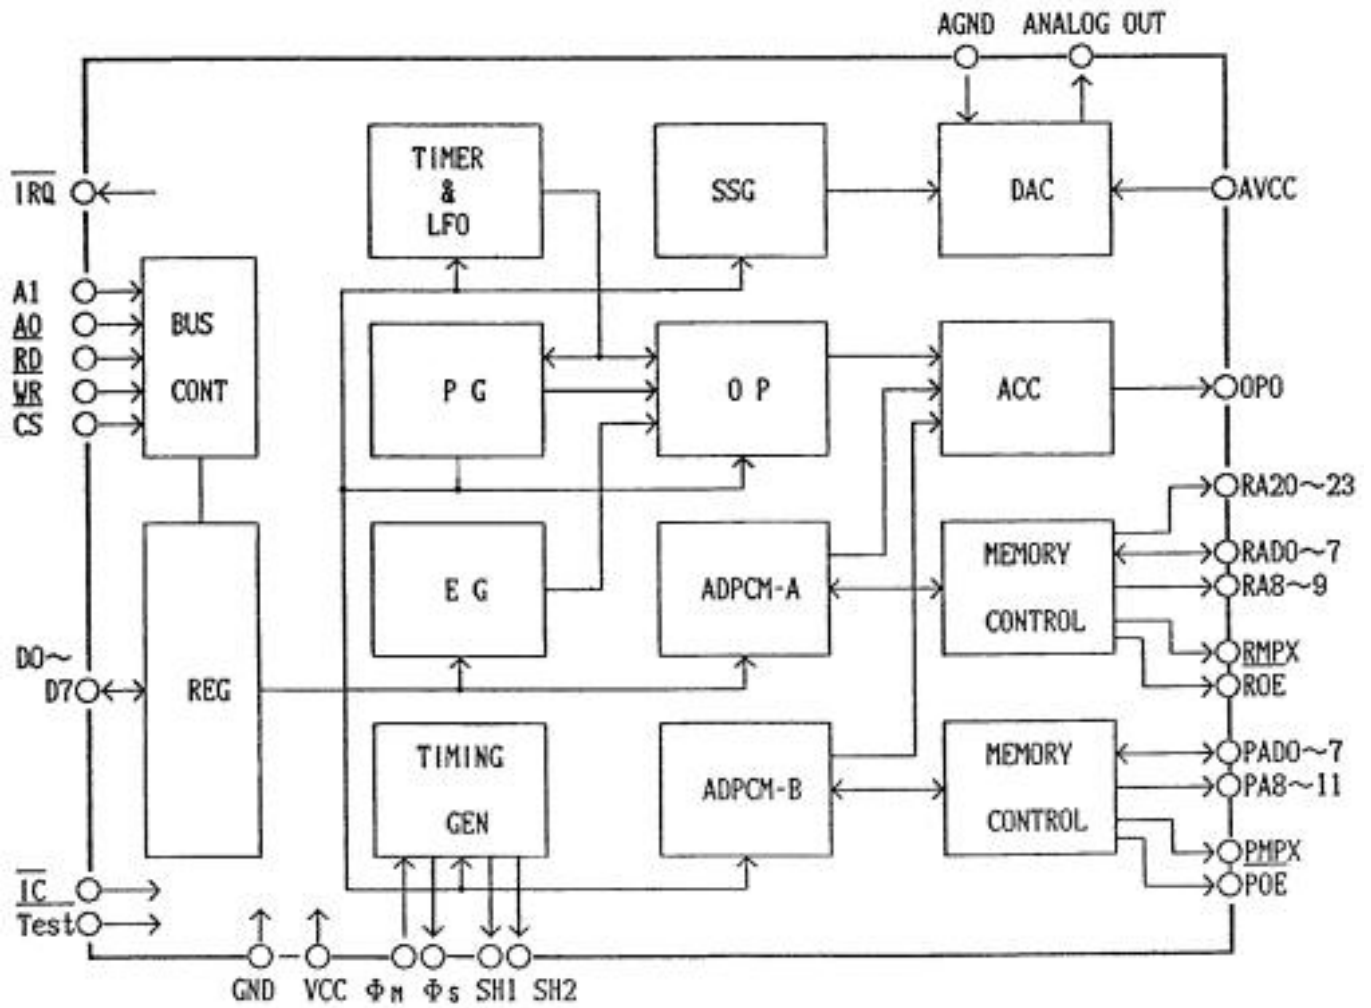 AGND ANALOG OUT
TIMER
&
LFO
SSG
DAC
AVCC
IRQ
A1
A0
RD
WR
CS
BUS
CONT
P G
O P
ACC
OPO
RA20~23
RAD0~7
RA8~9
RMPX
ROE
MEMORY
CONTROL
E G
ADPCM-A
D0~
D7
REG
TIMING
GEN
ADPCM-B
MEMORY
CONTROL
PAD0~7
PA8~11
PMPX
POE
IC
Test
GND VCC ΦM ΦS SH1 SH2